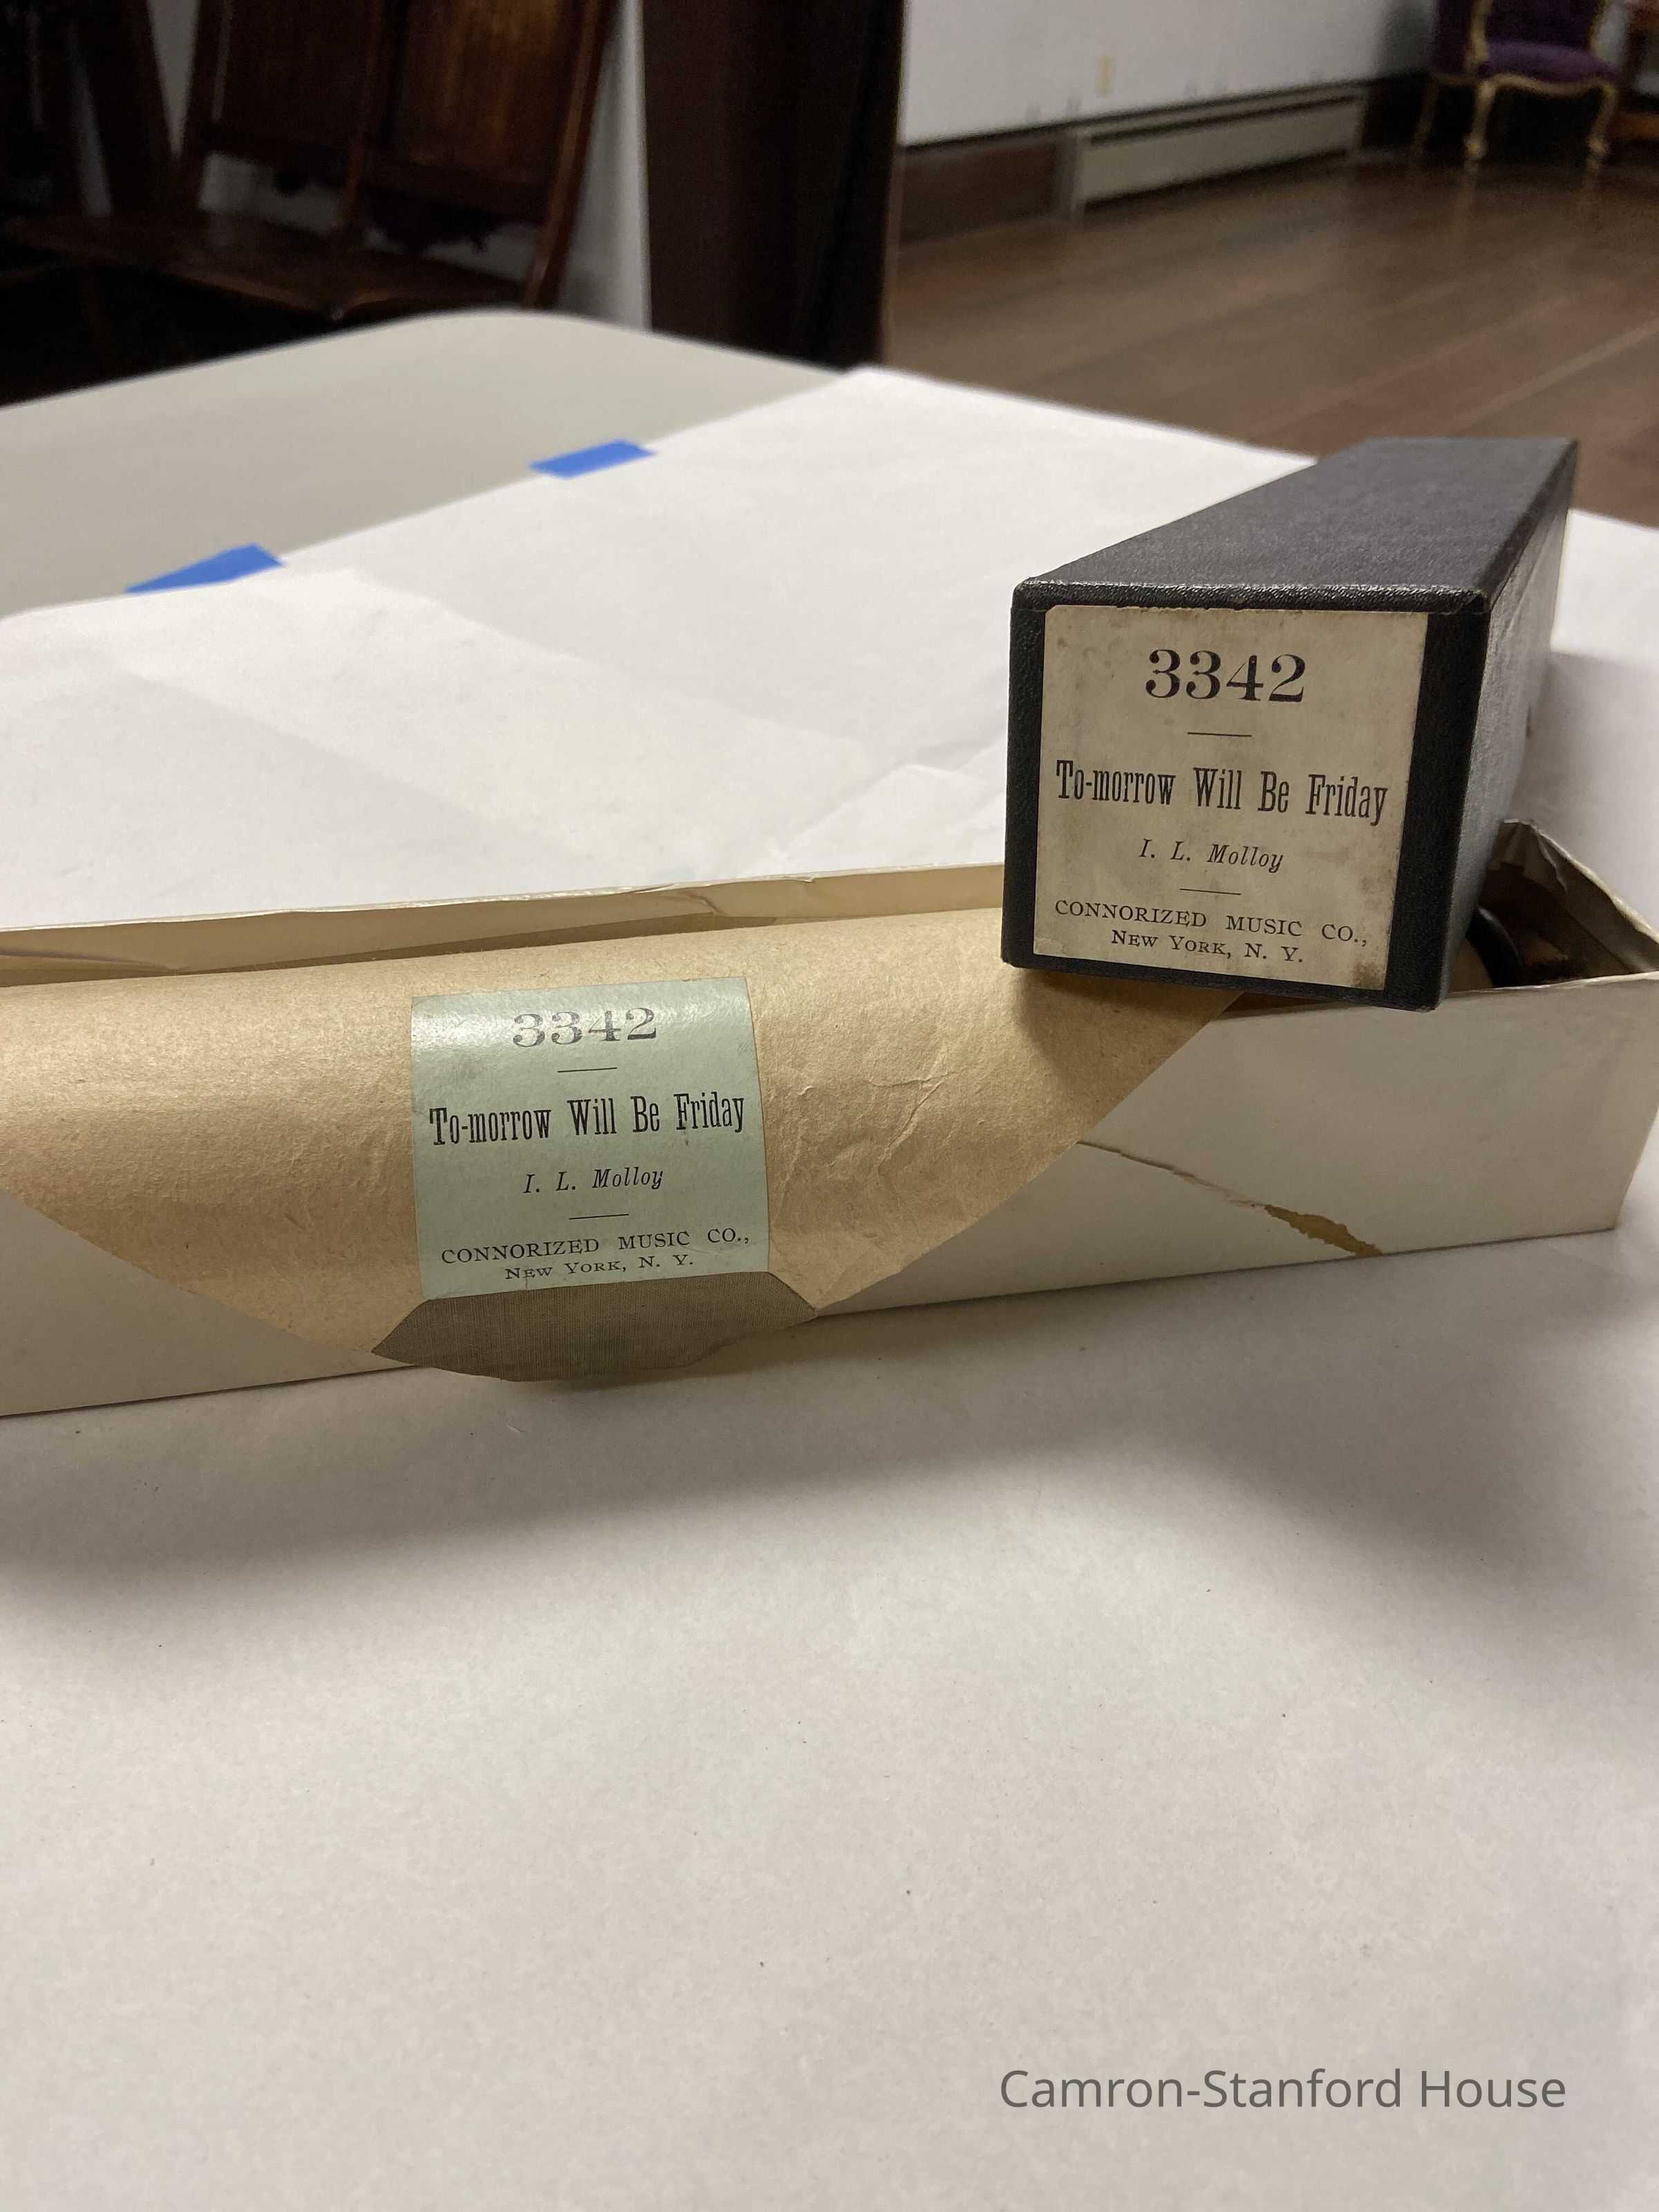 3342
To-morrow Will Be Friday
I. L. Molloy
CONNORIZED MUSIC CO.,
NEW YORK, N. Y.
3342
To-morrow Will Be Friday
I. L. Molloy
CONNORIZED MUSIC CO.,
NEW YORK, N. Y.
Camron-Stanford House